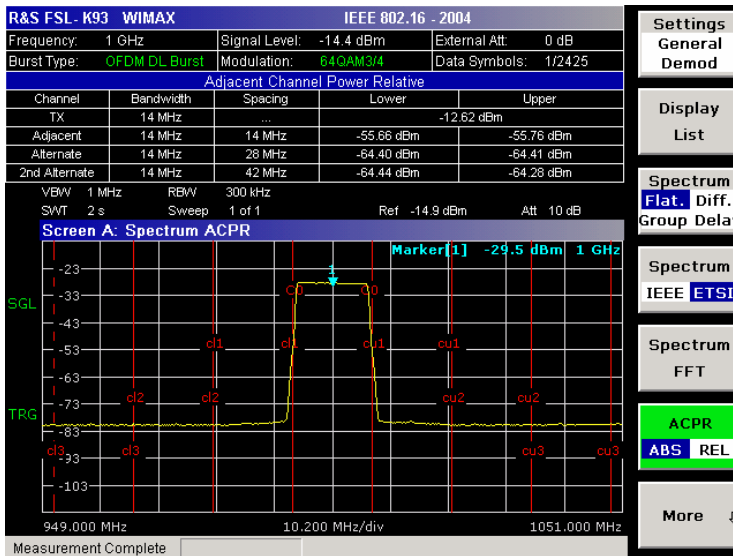 R&S FSL- K93 WIMAX IEEE 802.16 - 2004
Frequency: 1 GHz Signal Level: -14.4 dBm External Att: 0 dB
Burst Type: OFDM DL Burst Modulation: 64QAM3/4 Data Symbols: 1/2425
Adjacent Channel Power Relative
Channel Bandwidth Spacing Lower Upper
TX 14 MHz ... -12.62 dBm
Adjacent 14 MHz 14 MHz -55.66 dBm -55.76 dBm
Alternate 14 MHz 28 MHz -64.40 dBm -64.41 dBm
2nd Alternate 14 MHz 42 MHz -64.44 dBm -64.28 dBm
VBW 1 MHz RBW 300 kHz
SWT 2 s Sweep 1 of 1 Ref -14.9 dBm Att 10 dB
Screen A: Spectrum ACPR
Marker[1] -29.5 dBm 1 GHz
1
-23
C0 C0
-33
SGL
-43
cl1 cl1 cu1 cu1
-53
-63
cl2 cl2 cu2 cu2
-73
TRG
-83
cl3 cl3 cu3 cu3
-93
-103
949.000 MHz 10.200 MHz/div 1051.000 MHz
Measurement Complete
Settings
General
Demod
Display
List
Spectrum
Flat. Diff.
Group Delay
Spectrum
IEEE ETSI
Spectrum
FFT
ACPR
ABS REL
More